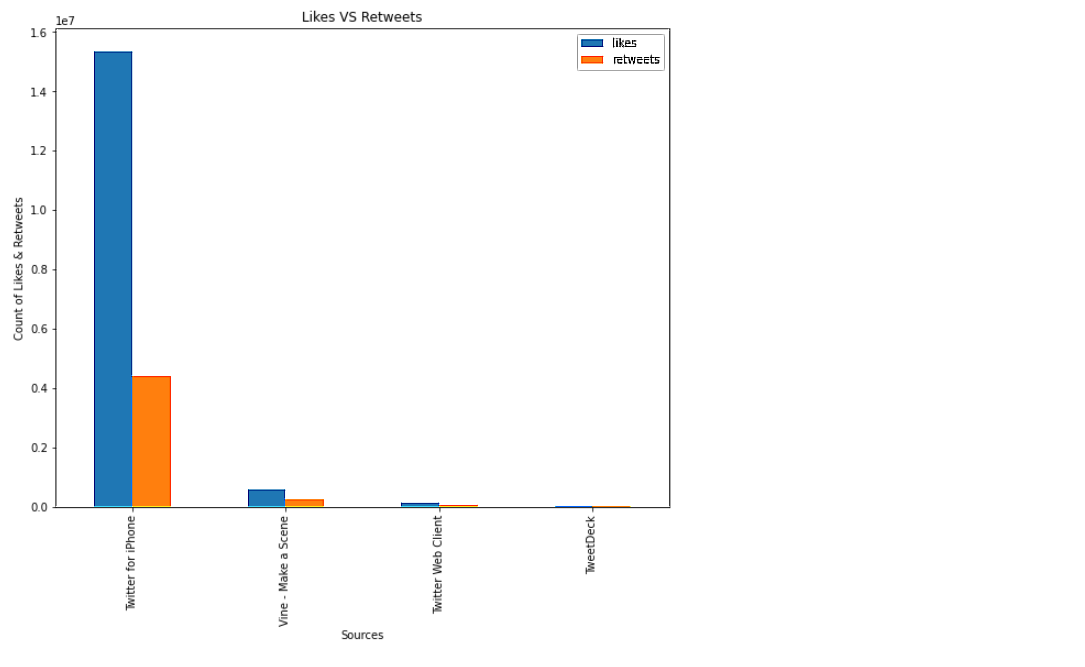 Likes VS Retweets
1e7
1.6
1.4
1.2
1.0
0.8
0.6
0.4
0.2
0.0
Count of Likes & Retweets
likes
retweets
Twitter for iPhone
Vine - Make a Scene
Twitter Web Client
TweetDeck
Sources